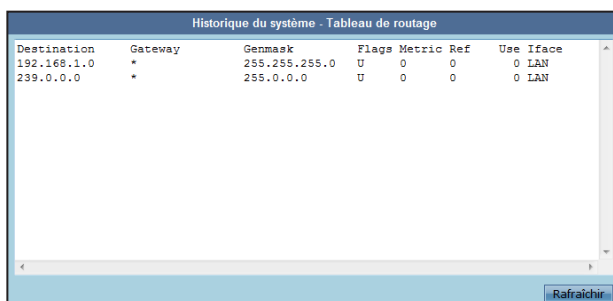 Historique du système - Tableau de routage
Destination Gateway Genmask Flags Metric Ref Use Iface
192.168.1.0 * 255.255.255.0 U 0 0 0 LAN
239.0.0.0 * 255.0.0.0 U 0 0 0 LAN
Rafraîchir